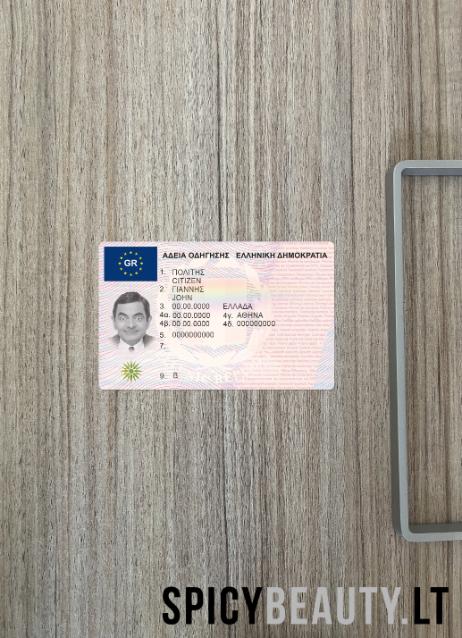 GR
ΑΔΕΙΑ ΟΔΗΓΗΣΗΣ ΕΛΛΗΝΙΚΗ ΔΗΜΟΚΡΑΤΙΑ
1. ΠΟΛΙΤΗΣ
CITIZEN
2. ΓΙΑΝΝΗΣ
JOHN
3. 00.00.0000 ΕΛΛΑΔΑ
4α. 00.00.0000 4γ. ΑΘΗΝΑ
4β. 00.00.0000 4δ. 000000000
5. 0000000000
7.
9. B
SPICYBEAUTY.LT